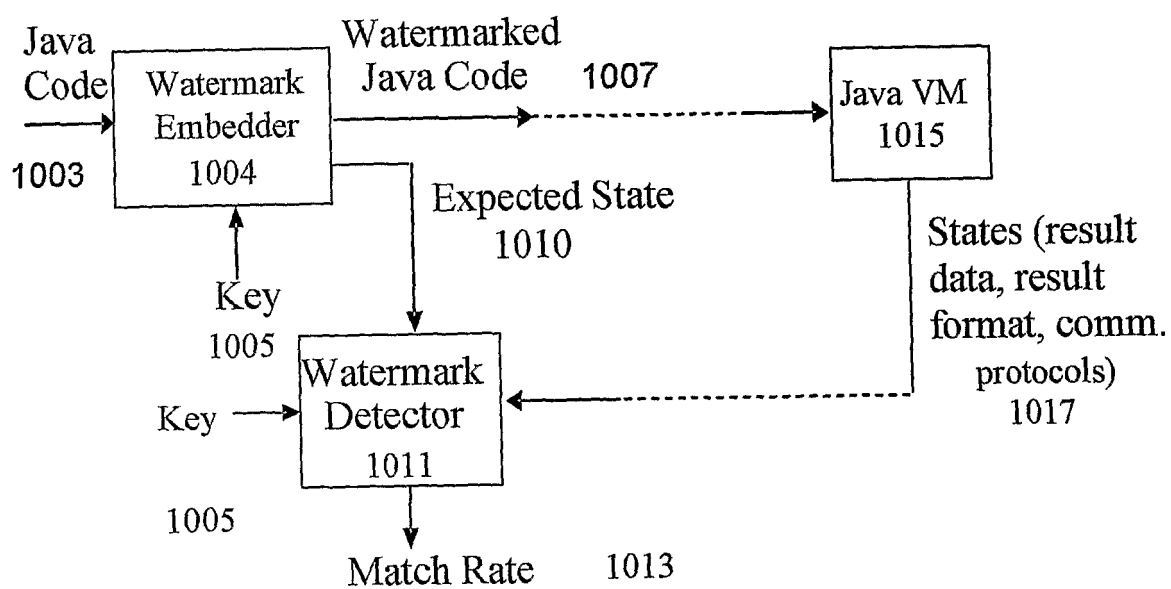 Java
Code
1003
Watermark
Embedder
1004
Watermarked
Java Code
1007
Java VM
1015
Expected State
1010
Key
1005
States (result
data, result
format, comm.
protocols)
1017
Watermark
Detector
1011
Key
1005
Match Rate
1013